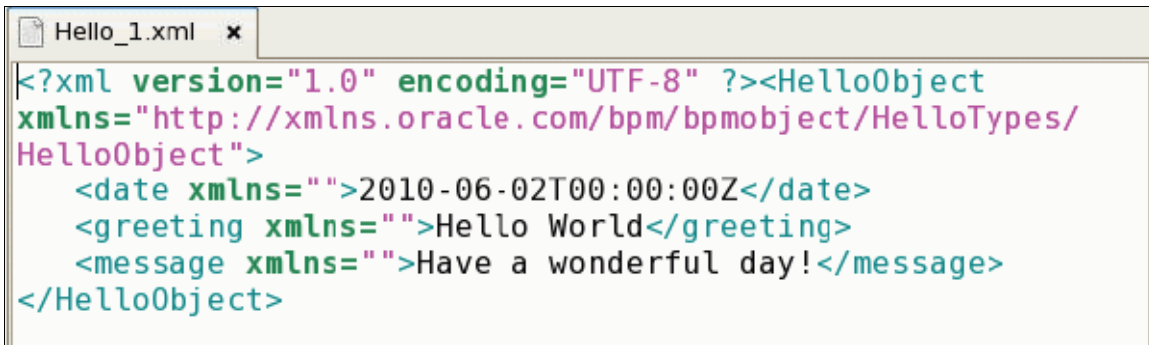 Hello_1.xml
<?xml version="1.0" encoding="UTF-8" ?><HelloObject
xmlns="http://xmlns.oracle.com/bpm/bpmobject/HelloTypes/
HelloObject">
   <date xmlns="">2010-06-02T00:00:00Z</date>
   <greeting xmlns="">Hello World</greeting>
   <message xmlns="">Have a wonderful day!</message>
</HelloObject>